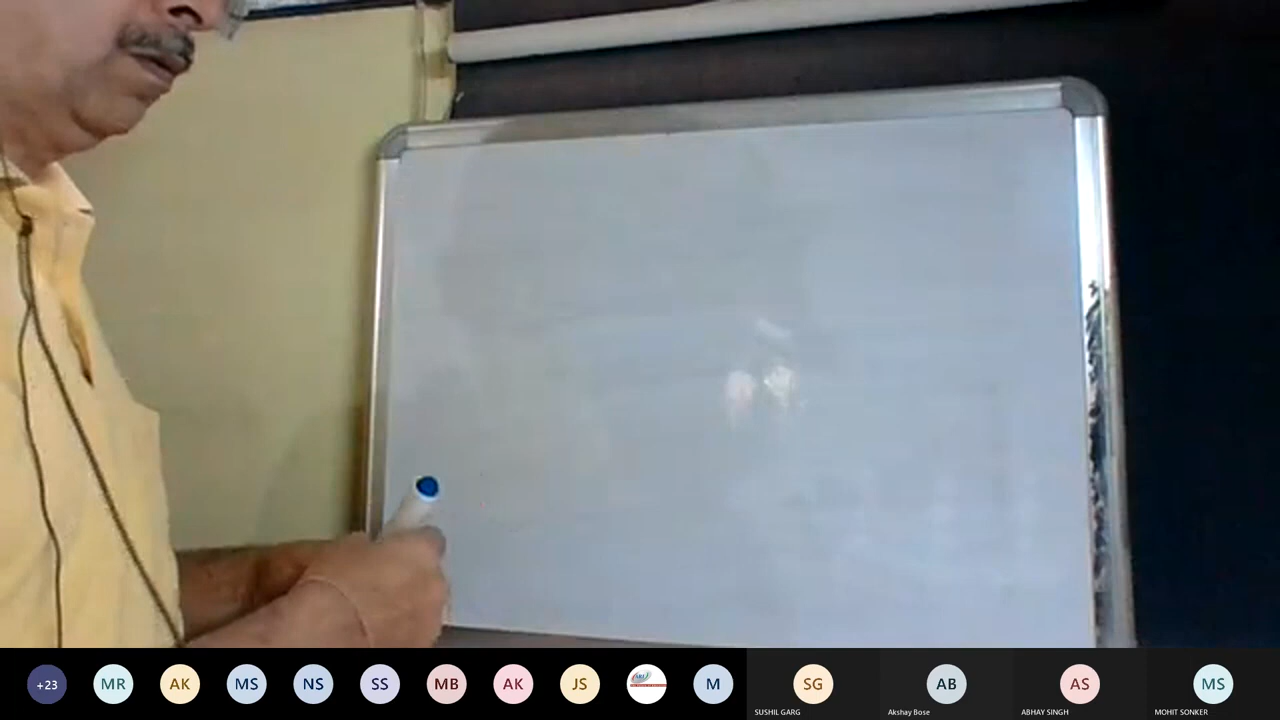 +23
MR
AK
MS
NS
SS
MB
AK
JS
M
SG
AB
AS
MS
SUSHIL GARG
Akshay Bose
ABHAY SINGH
MOHIT SONKER